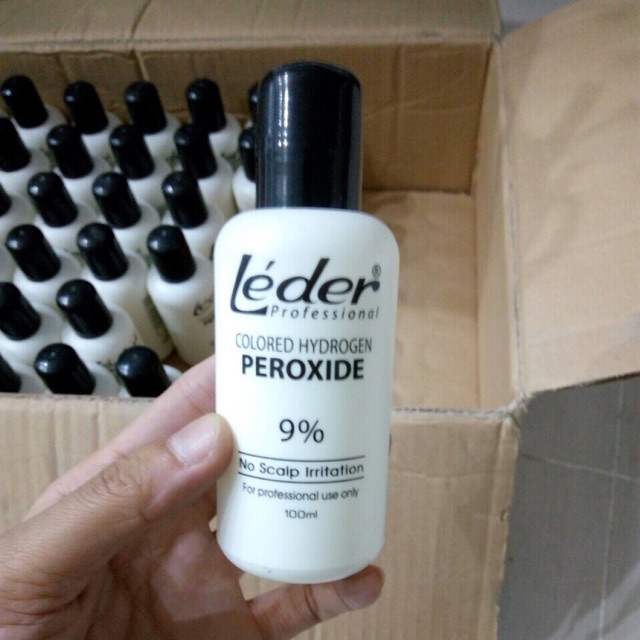 Léder®
Professional
COLORED HYDROGEN
PEROXIDE
9%
No Scalp Irritation
For professional use only
100ml